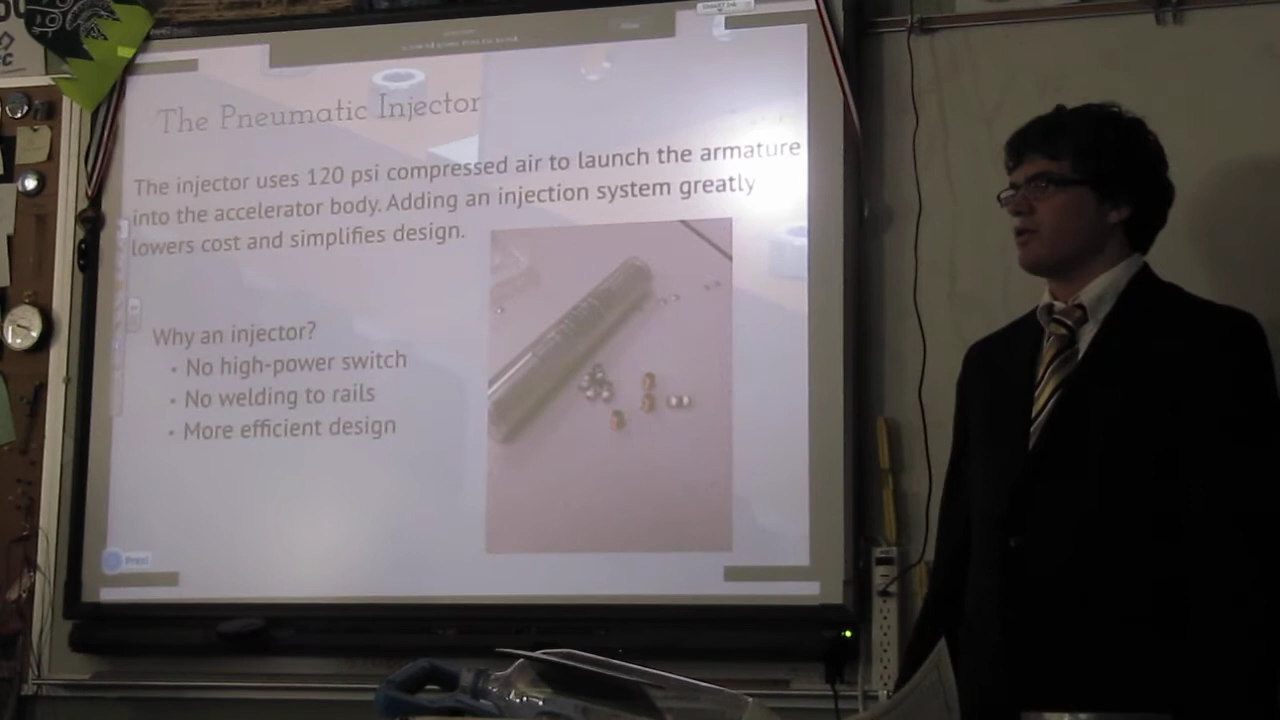 The Pneumatic Injector
The injector uses 120 psi compressed air to launch the armature
into the accelerator body. Adding an injection system greatly
lowers cost and simplifies design.
Why an injector?
• No high-power switch
• No welding to rails
• More efficient design
Prezi